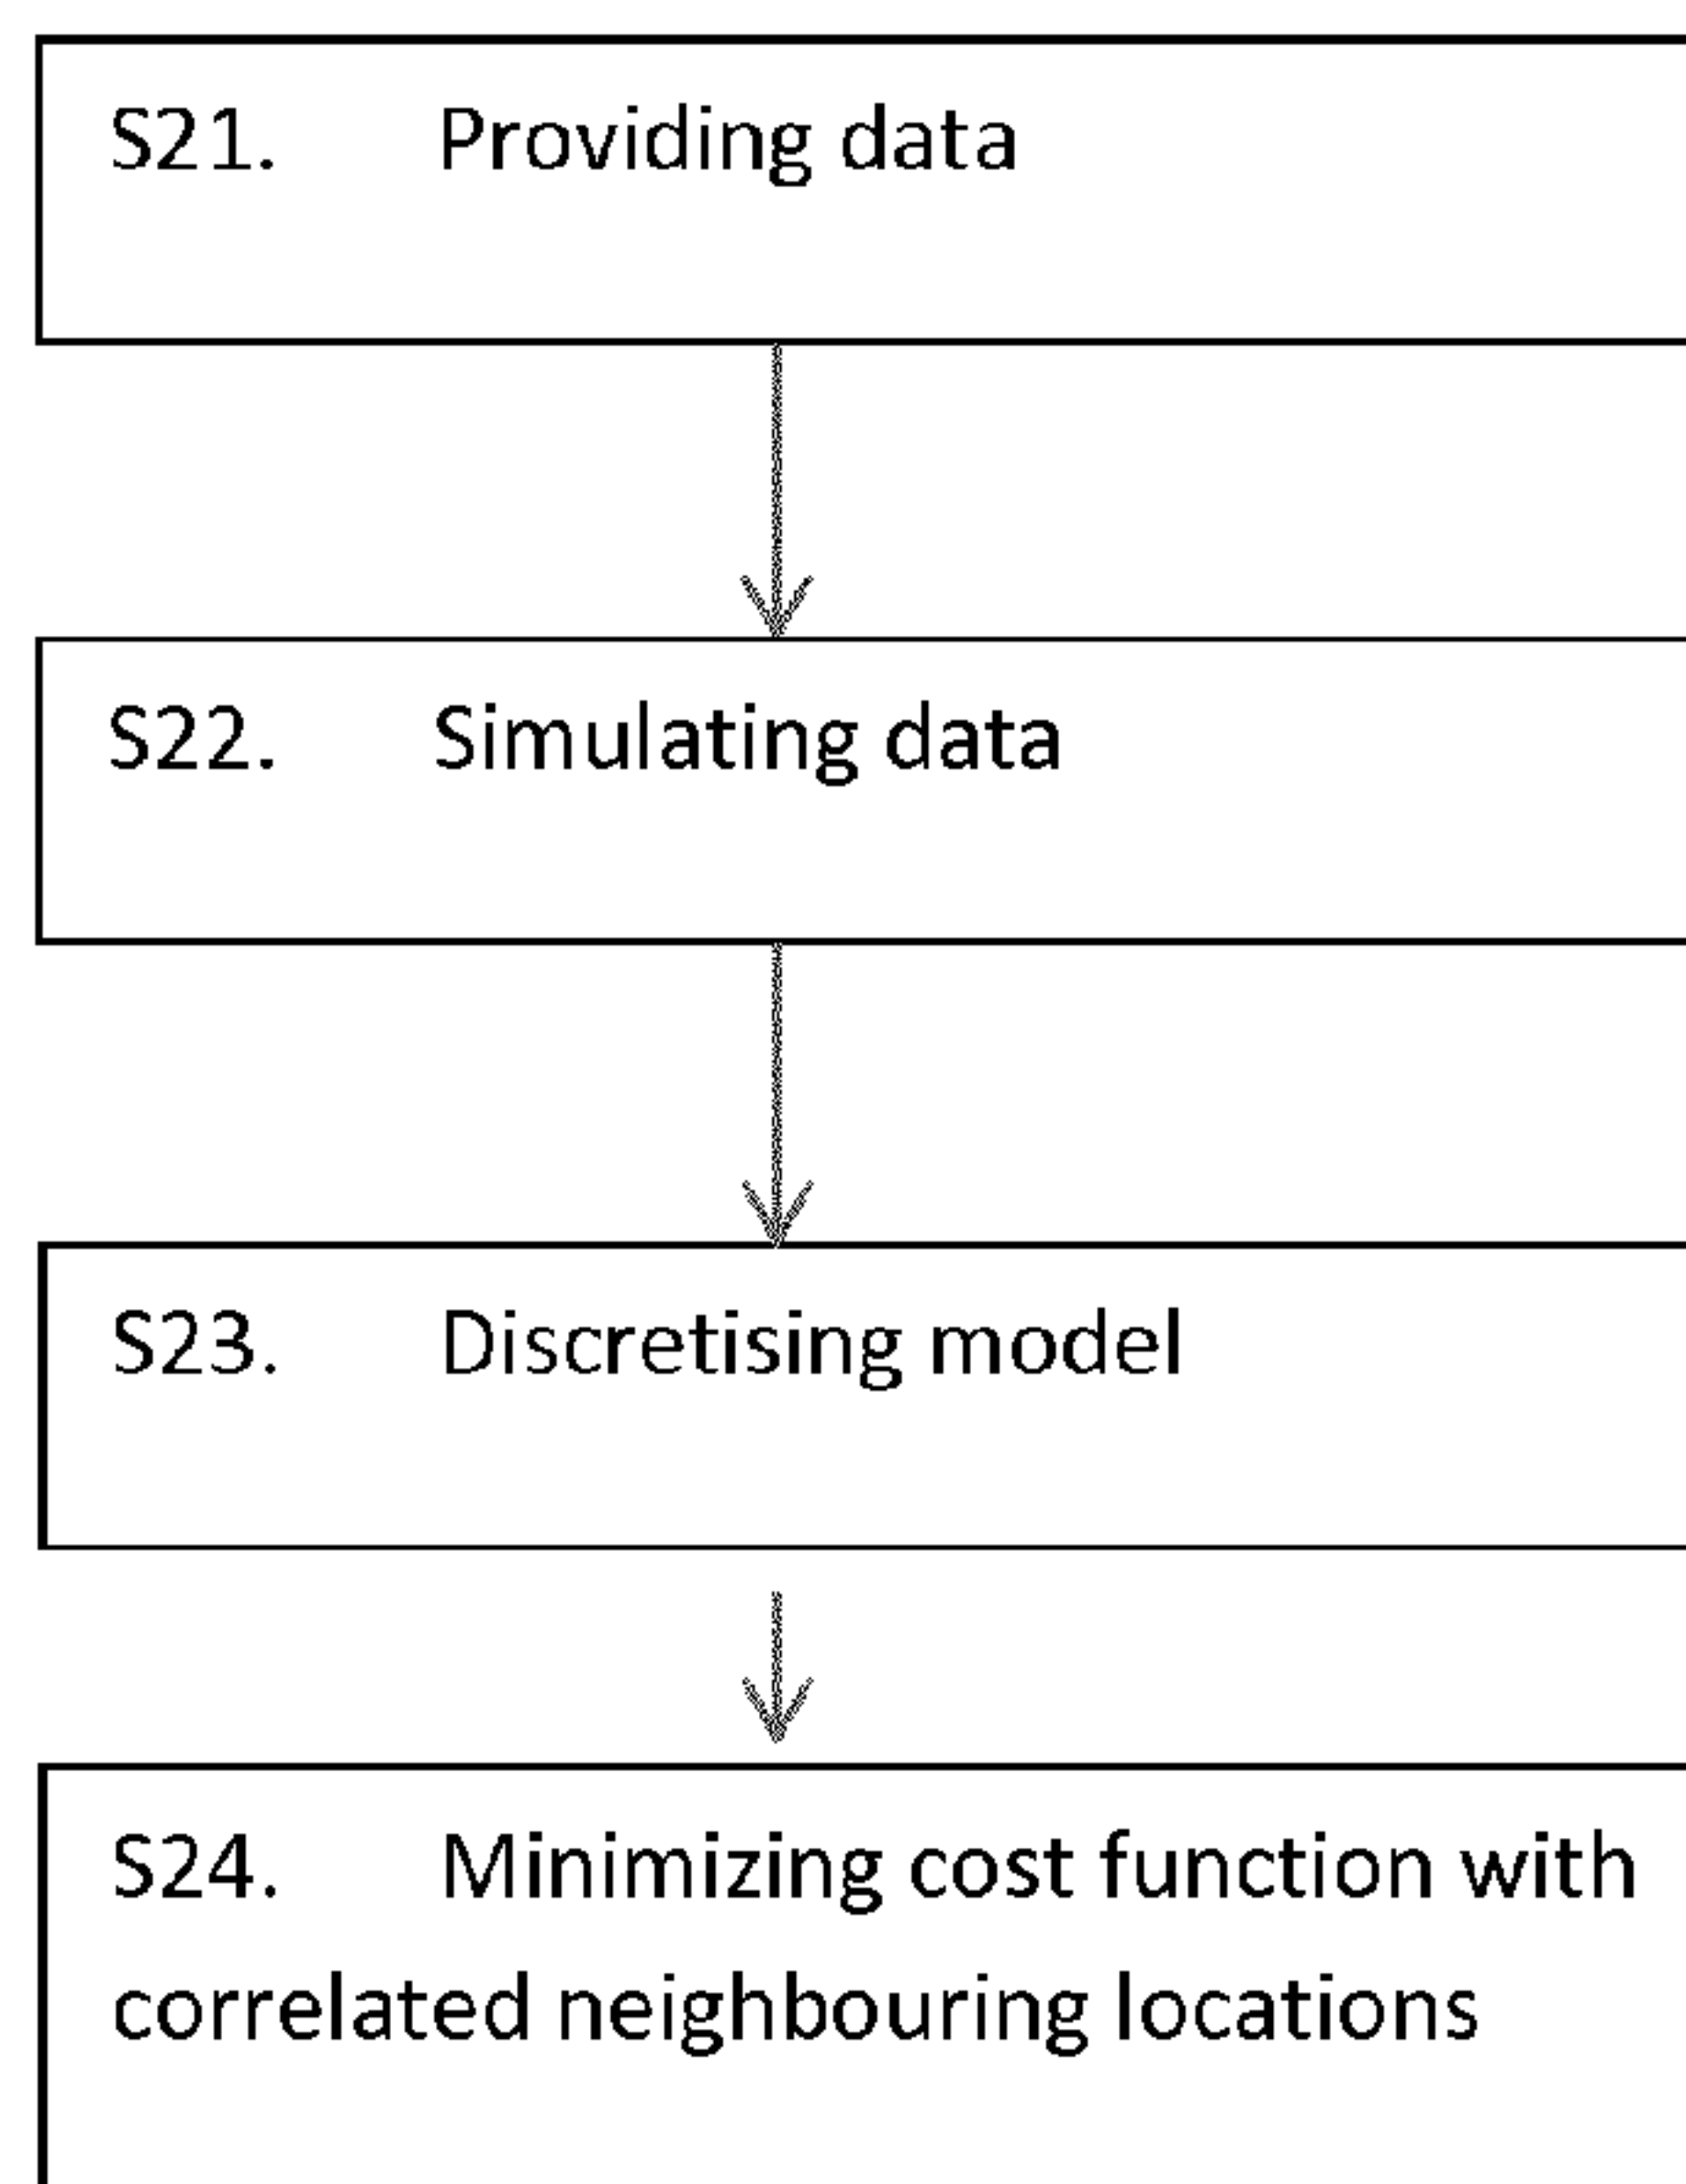 S21. Providing data
S22. Simulating data
S23. Discretising model
S24. Minimizing cost function with
correlated neighbouring locations